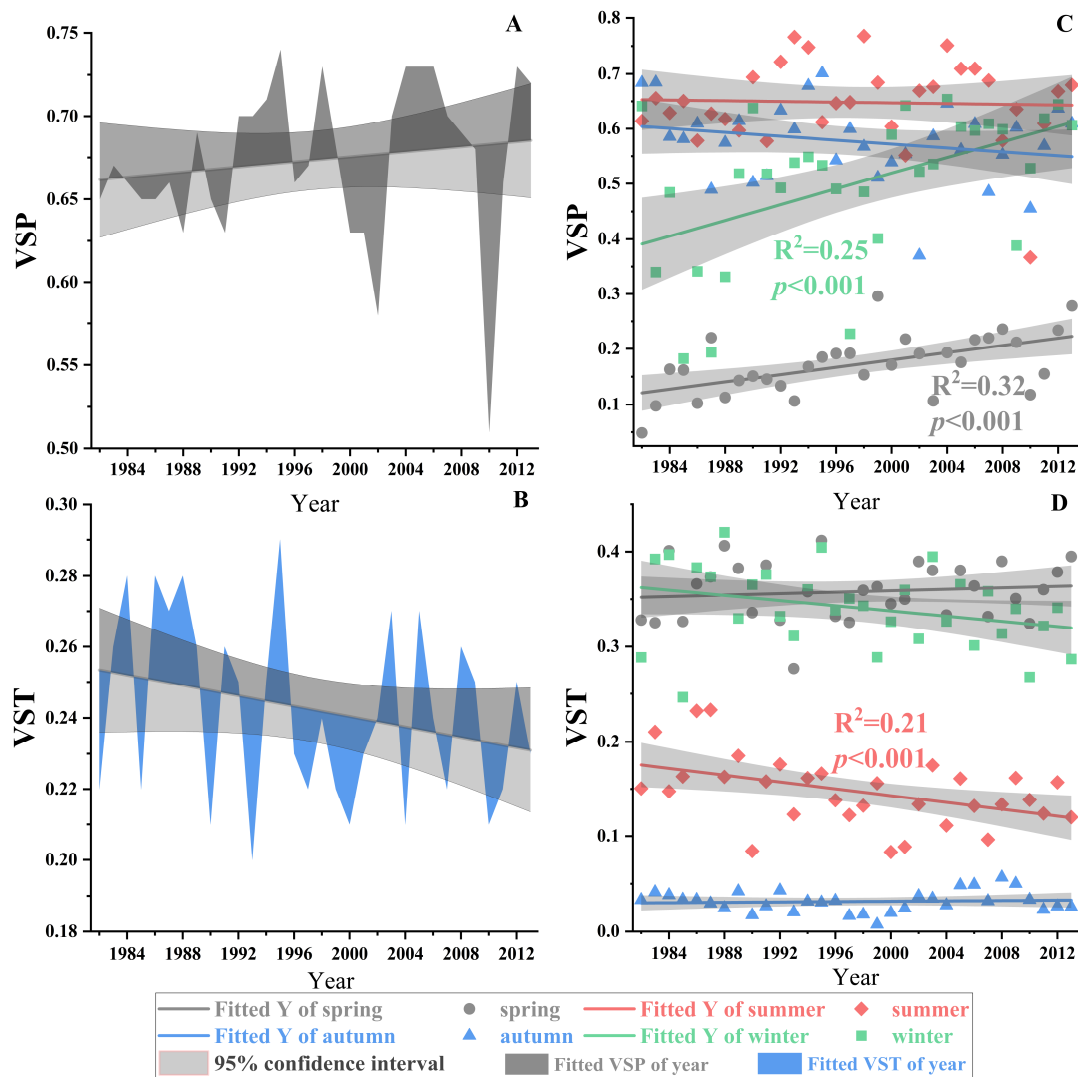 A
0.75
0.70
0.65
0.60
0.55
0.50
VSP
1984 1988 1992 1996 2000 2004 2008 2012
Year
C
0.8
0.7
0.6
0.5
0.4
0.3
0.2
0.1
VSP
R²=0.25
p<0.001
R²=0.32
p<0.001
1984 1988 1992 1996 2000 2004 2008 2012
Year
B
0.30
0.28
0.26
0.24
0.22
0.20
0.18
VST
1984 1988 1992 1996 2000 2004 2008 2012
Year
D
0.4
0.3
0.2
0.1
0.0
VST
R²=0.21
p<0.001
1984 1988 1992 1996 2000 2004 2008 2012
Year
Fitted Y of spring spring Fitted Y of summer summer
Fitted Y of autumn autumn Fitted Y of winter winter
95% confidence interval Fitted VSP of year Fitted VST of year